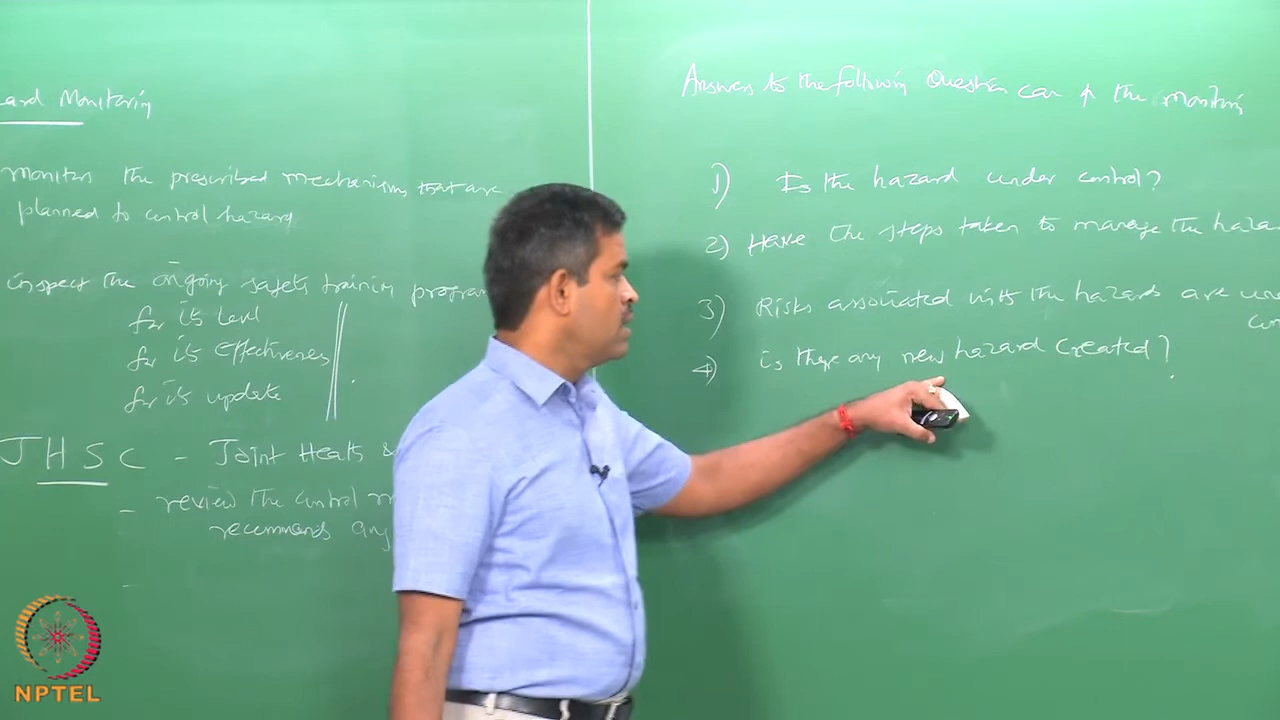 ard Monitoring
monitor the prescribed mechanisms that are
planned to control hazard
inspect the ongoing safety training program
for its level
for its effectiveness
for its update
JHSC - Joint Health &
- review the control
recommends any
-
Answers to the following Question can ↑ the monitoring
1) Is the hazard under control?
2) Have the steps taken to manage the hazar
3) Risks associated with the hazards are
4) is there any new hazard created?
NPTEL